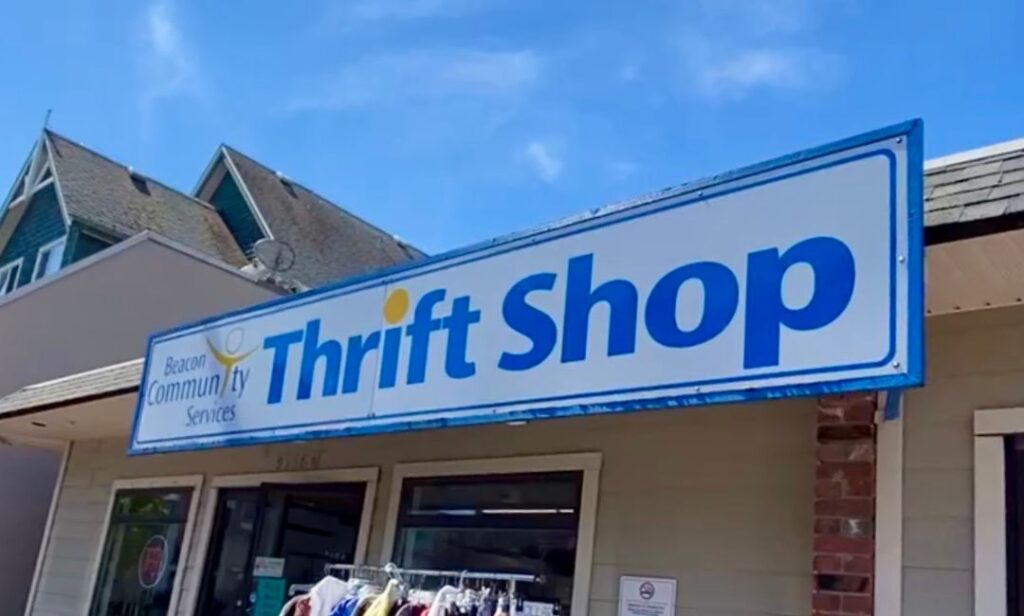 Beacon
Community
Services
Thrift Shop